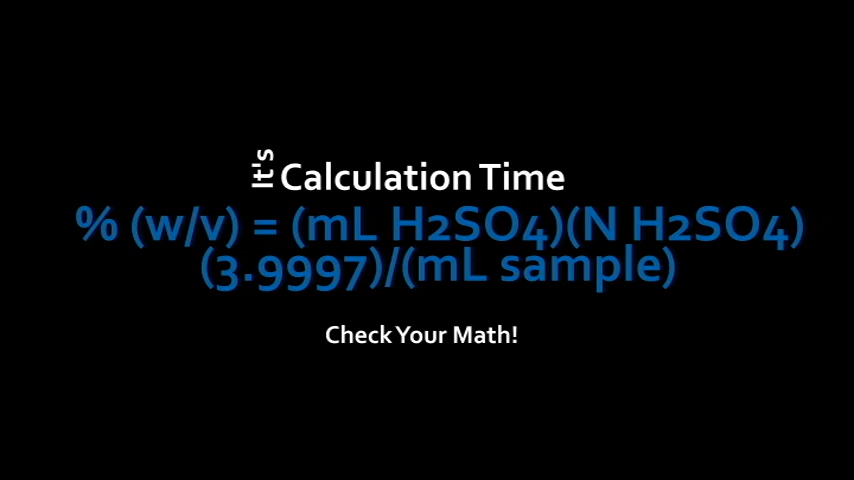 It's Calculation Time
% (w/v) = (mL H2SO4)(N H2SO4)
(3.9997)/(mL sample)
Check Your Math!